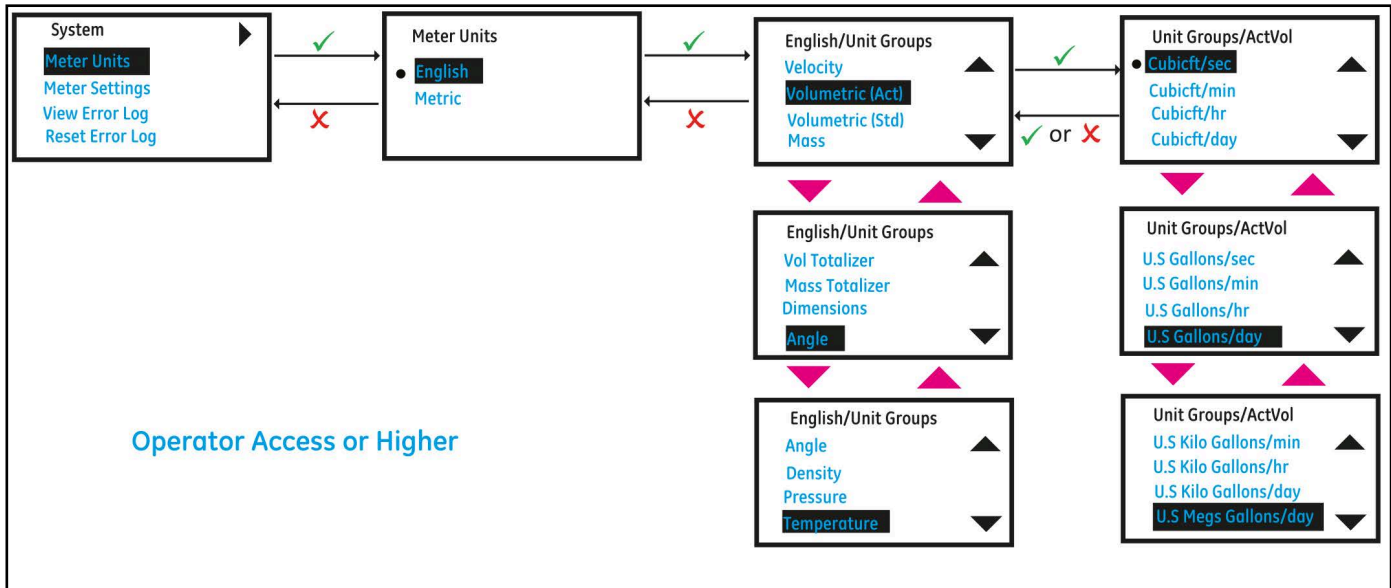 System
Meter Units
Meter Settings
View Error Log
Reset Error Log
Meter Units
English
Metric
English/Unit Groups
Velocity
Volumetric (Act)
Volumetric (Std)
Mass
Unit Groups/ActVol
Cubicft/sec
Cubicft/min
Cubicft/hr
Cubicft/day
or
English/Unit Groups
Vol Totalizer
Mass Totalizer
Dimensions
Angle
Unit Groups/ActVol
U.S Gallons/sec
U.S Gallons/min
U.S Gallons/hr
U.S Gallons/day
English/Unit Groups
Angle
Density
Pressure
Temperature
Unit Groups/ActVol
U.S Kilo Gallons/min
U.S Kilo Gallons/hr
U.S Kilo Gallons/day
U.S Megs Gallons/day
Operator Access or Higher